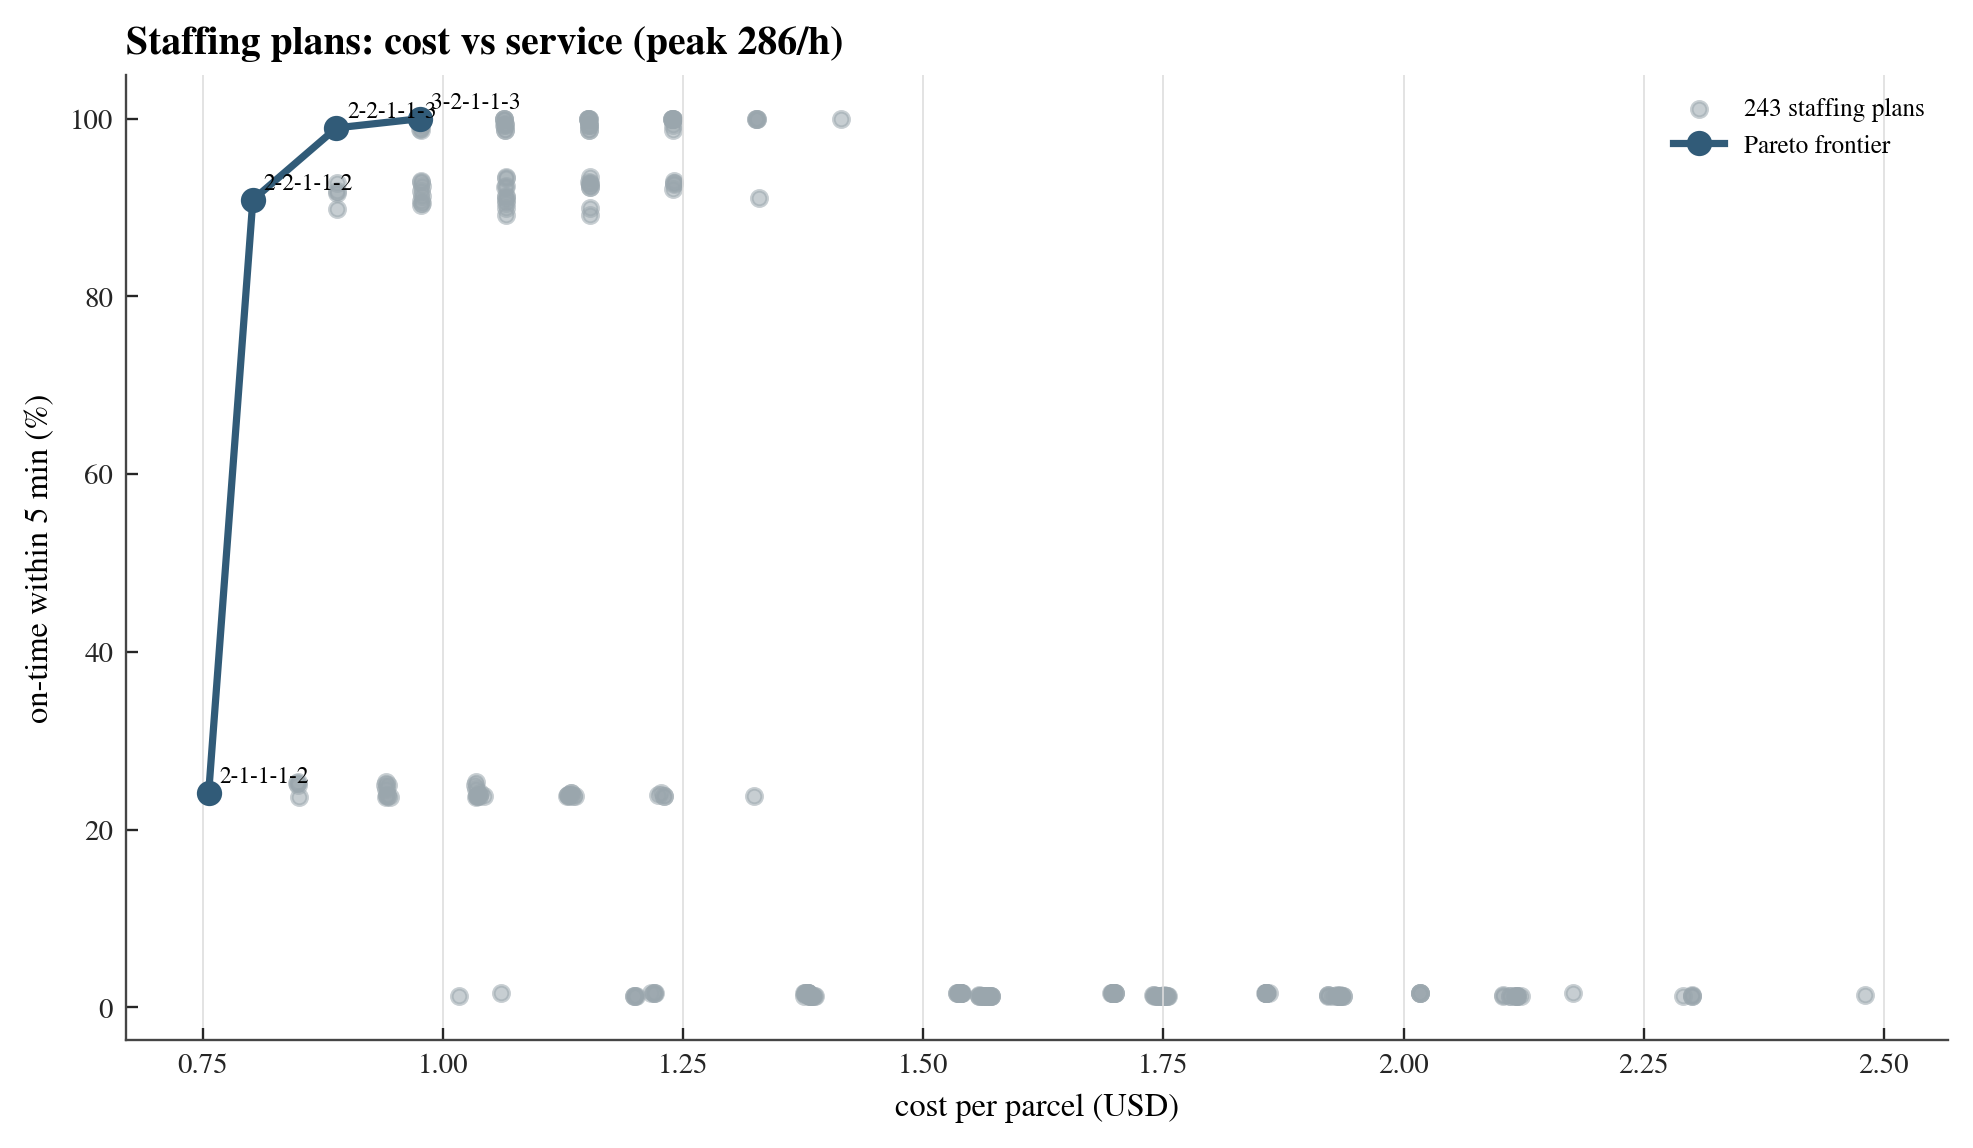 Staffing plans: cost vs service (peak 286/h)
243 staffing plans
Pareto frontier
3-2-1-1-3
2-2-1-1-3
2-2-1-1-2
2-1-1-1-2
on-time within 5 min (%)
100
80
60
40
20
0
0.75 1.00 1.25 1.50 1.75 2.00 2.25 2.50
cost per parcel (USD)